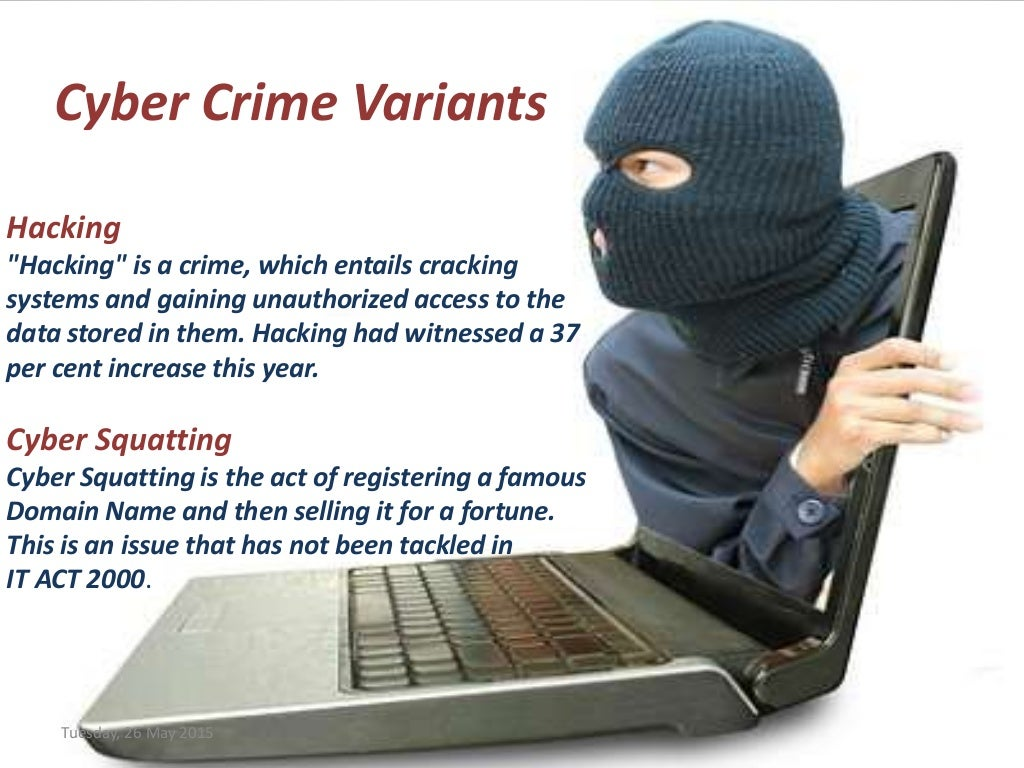 Cyber Crime Variants
Hacking
"Hacking" is a crime, which entails cracking
systems and gaining unauthorized access to the
data stored in them. Hacking had witnessed a 37
per cent increase this year.
Cyber Squatting
Cyber Squatting is the act of registering a famous
Domain Name and then selling it for a fortune.
This is an issue that has not been tackled in
IT ACT 2000.
Tuesday, 26 May 2015